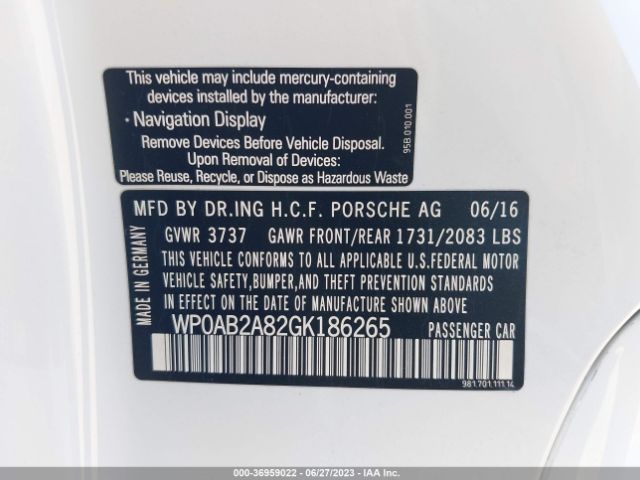 This vehicle may include mercury-containing
devices installed by the manufacturer:
• Navigation Display
Remove Devices Before Vehicle Disposal.
Upon Removal of Devices:
Please Reuse, Recycle, or Dispose as Hazardous Waste
95B.010.001
MFD BY DR.ING H.C.F. PORSCHE AG 06/16
GVWR 3737 GAWR FRONT/REAR 1731/2083 LBS
THIS VEHICLE CONFORMS TO ALL APPLICABLE U.S.FEDERAL MOTOR
VEHICLE SAFETY,BUMPER,AND THEFT PREVENTION STANDARDS
IN EFFECT ON THE DATE OF MANUFACTURE SHOWN ABOVE.
WP0AB2A82GK186265 PASSENGER CAR
MADE IN GERMANY
981.701.111.14
000-36959022 - 06/27/2023 - IAA Inc.